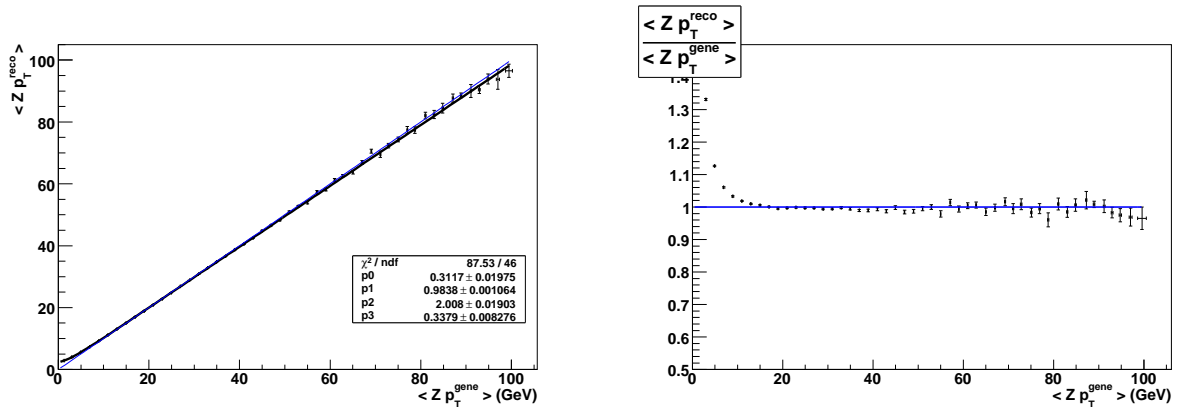 < Z p_T^reco >
100
80
60
40
20
0
0 20 40 60 80 100
< Z p_T^gene > (GeV)
χ² / ndf 87.53 / 46
p0 0.3117 ± 0.01975
p1 0.9838 ± 0.001064
p2 2.008 ± 0.01903
p3 0.3379 ± 0.008276
< Z p_T^reco >
< Z p_T^gene >
1.4
1.3
1.2
1.1
1
0.9
0.8
0.7
0.6
0.5
0 20 40 60 80 100
< Z p_T^gene > (GeV)